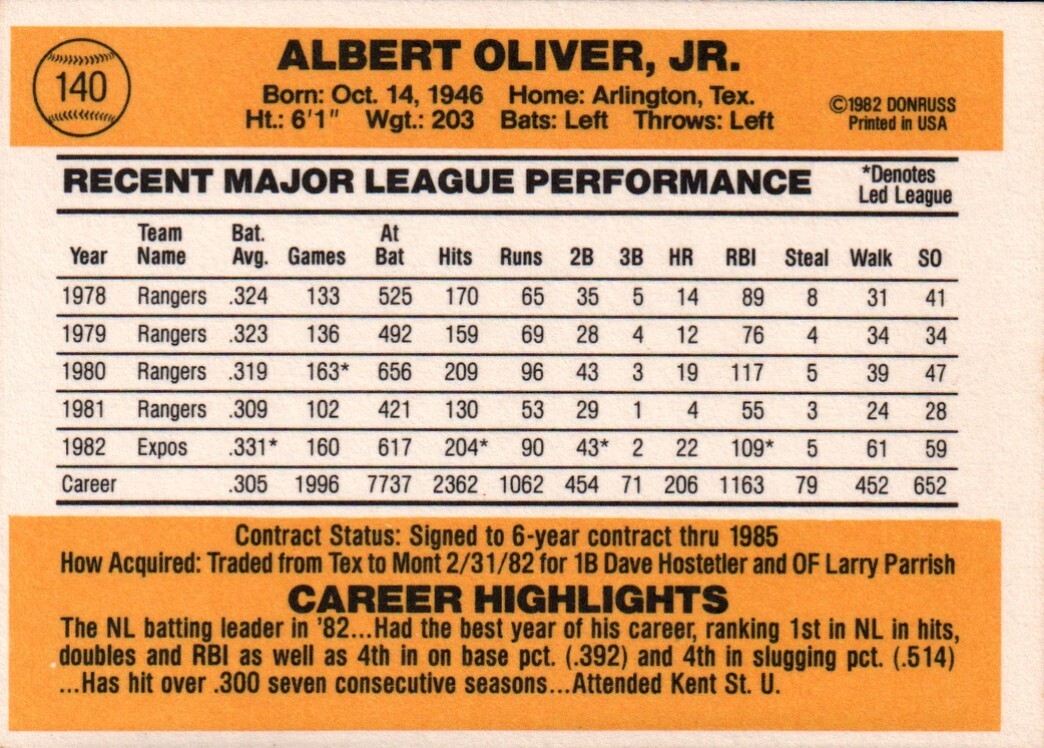 140
ALBERT OLIVER, JR.
Born: Oct. 14, 1946 Home: Arlington, Tex.
Ht.: 6'1" Wgt.: 203 Bats: Left Throws: Left
©1982 DONRUSS
Printed in USA
RECENT MAJOR LEAGUE PERFORMANCE
*Denotes
Led League
Year Team Name Bat. Avg. Games At Bat Hits Runs 2B 3B HR RBI Steal Walk SO
1978 Rangers .324 133 525 170 65 35 5 14 89 8 31 41
1979 Rangers .323 136 492 159 69 28 4 12 76 4 34 34
1980 Rangers .319 163* 656 209 96 43 3 19 117 5 39 47
1981 Rangers .309 102 421 130 53 29 1 4 55 3 24 28
1982 Expos .331* 160 617 204* 90 43* 2 22 109* 5 61 59
Career .305 1996 7737 2362 1062 454 71 206 1163 79 452 652
Contract Status: Signed to 6-year contract thru 1985
How Acquired: Traded from Tex to Mont 2/31/82 for 1B Dave Hostetler and OF Larry Parrish
CAREER HIGHLIGHTS
The NL batting leader in '82...Had the best year of his career, ranking 1st in NL in hits,
doubles and RBI as well as 4th in on base pct. (.392) and 4th in slugging pct. (.514)
...Has hit over .300 seven consecutive seasons...Attended Kent St. U.